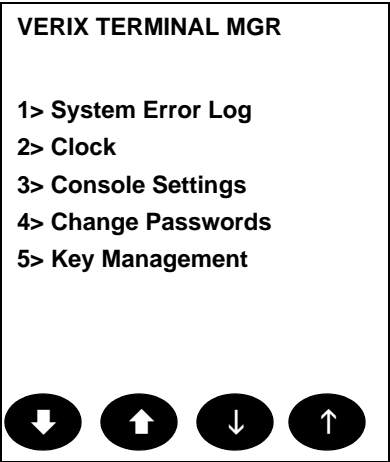 VERIX TERMINAL MGR
1> System Error Log
2> Clock
3> Console Settings
4> Change Passwords
5> Key Management